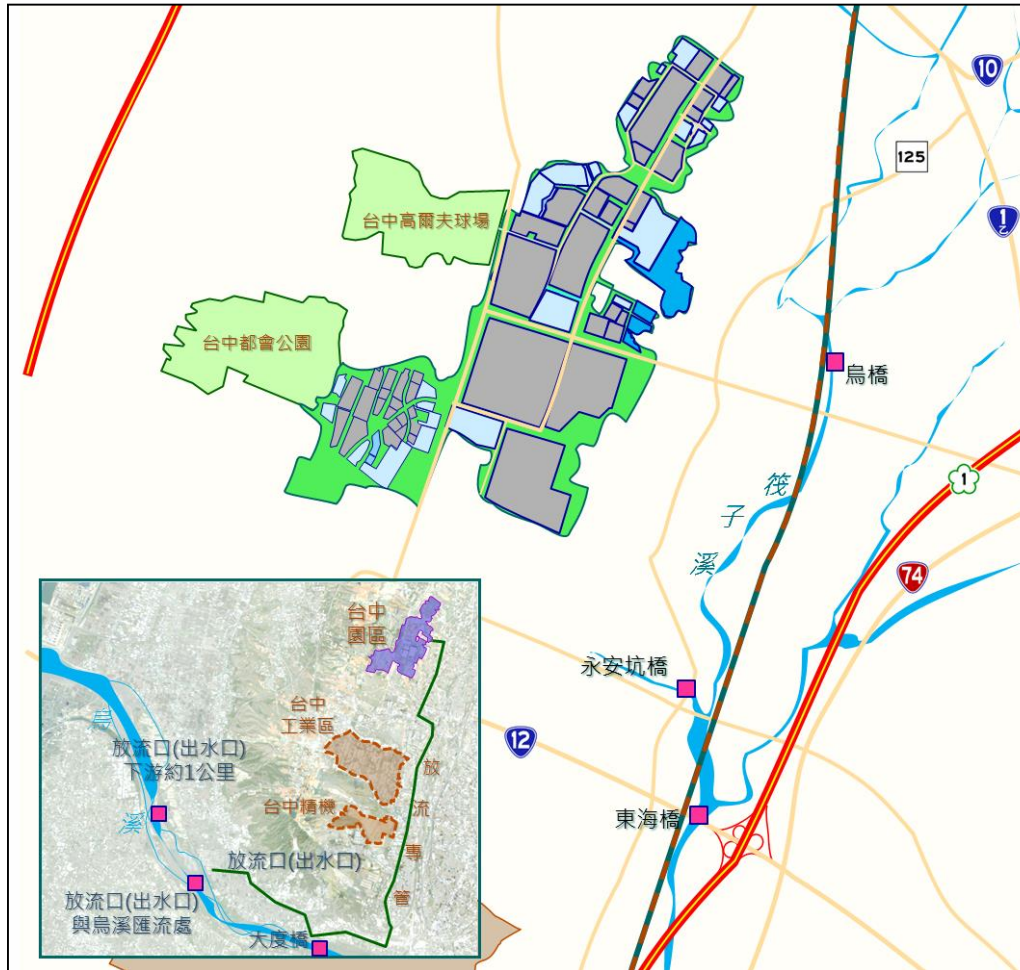 10
125
1
乙
台中高爾夫球場
台中都會公園
烏橋
筏
子
溪
1
74
永安坑橋
12
東海橋
台中
園區
台中
工業區
台中精機
放
流
專
管
烏
溪
放流口(出水口)
下游約1公里
放流口(出水口)
放流口(出水口)
與烏溪匯流處
大度橋